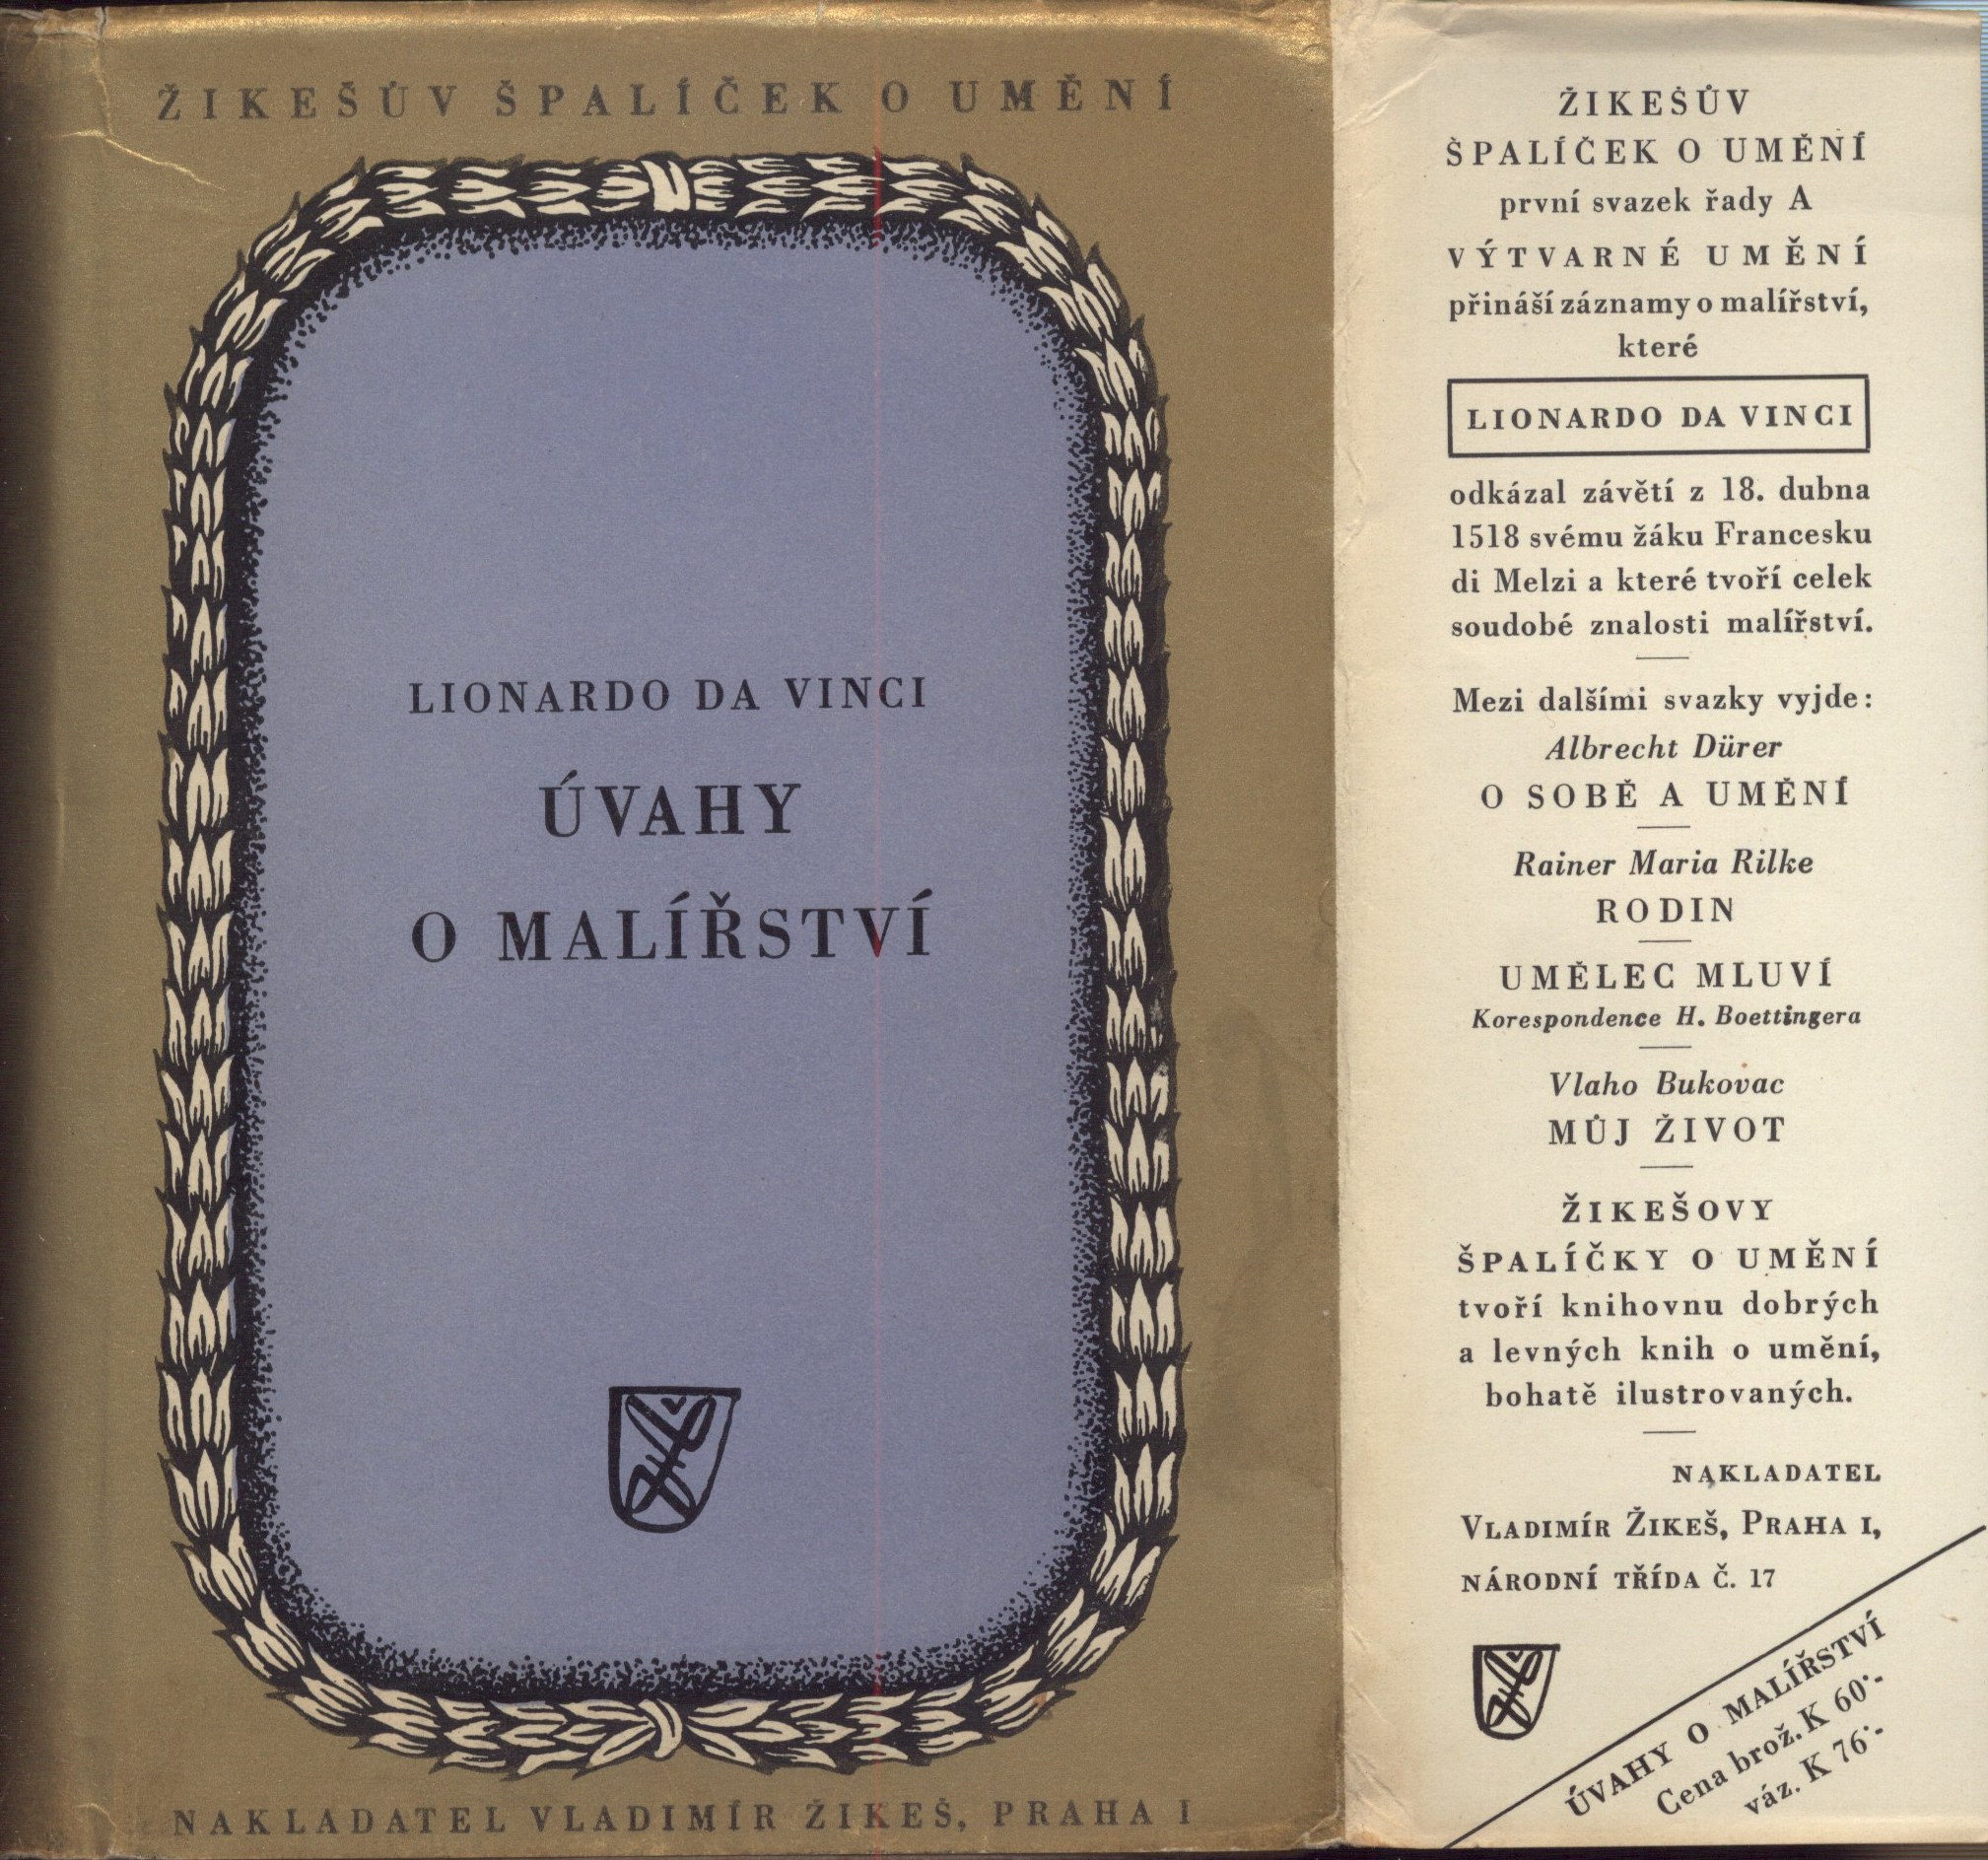 ŽIKEŠŮV ŠPALÍČEK O UMĚNÍ
LIONARDO DA VINCI
ÚVAHY
O MALÍŘSTVÍ
NAKLADATEL VLADIMÍR ŽIKEŠ, PRAHA I
ŽIKEŠŮV
ŠPALÍČEK O UMĚNÍ
první svazek řady A
VÝTVARNÉ UMĚNÍ
přináší záznamy o malířství,
které
LIONARDO DA VINCI
odkázal závětí z 18. dubna
1518 svému žáku Francesku
di Melzi a které tvoří celek
soudobé znalosti malířství.
Mezi dalšími svazky vyjde:
Albrecht Dürer
O SOBĚ A UMĚNÍ
Rainer Maria Rilke
RODIN
UMĚLEC MLUVÍ
Korespondence H. Boettingera
Vlaho Bukovac
MŮJ ŽIVOT
ŽIKEŠOVY
ŠPALÍČKY O UMĚNÍ
tvoří knihovnu dobrých
a levných knih o umění,
bohatě ilustrovaných.
NAKLADATEL
VLADIMÍR ŽIKEŠ, PRAHA I,
NÁRODNÍ TŘÍDA Č. 17
ÚVAHY O MALÍŘSTVÍ
Cena brož. K 60·-
váz. K 76·-